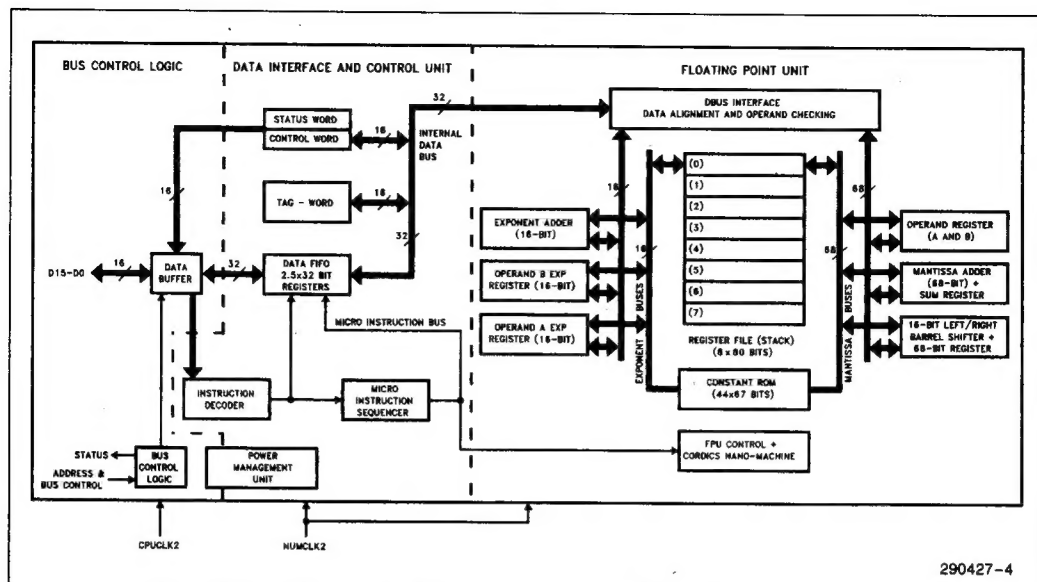 BUS CONTROL LOGIC
DATA INTERFACE AND CONTROL UNIT
FLOATING POINT UNIT
32
32
DBUS INTERFACE
DATA ALIGNMENT AND OPERAND CHECKING
STATUS WORD
CONTROL WORD
16
INTERNAL
DATA
BUS
16
TAG - WORD
16
32
D15-D0
16
DATA
BUFFER
32
DATA FIFO
2.5x32 BIT
REGISTERS
MICRO INSTRUCTION BUS
INSTRUCTION
DECODER
MICRO
INSTRUCTION
SEQUENCER
STATUS
ADDRESS &
BUS CONTROL
BUS
CONTROL
LOGIC
POWER
MANAGEMENT
UNIT
CPUCLK2
NUMCLK2
16
EXPONENT ADDER
(16-BIT)
OPERAND B EXP
REGISTER (16-BIT)
OPERAND A EXP
REGISTER (16-BIT)
16
EXPONENT BUSES
(0)
(1)
(2)
(3)
(4)
(5)
(6)
(7)
REGISTER FILE (STACK)
(8 x 80 BITS)
CONSTANT ROM
(44x67 BITS)
FPU CONTROL +
CORDICS NANO-MACHINE
68
68
MANTISSA BUSES
OPERAND REGISTER
(A AND B)
MANTISSA ADDER
(68-BIT) +
SUM REGISTER
16-BIT LEFT/RIGHT
BARREL SHIFTER +
68-BIT REGISTER
290427-4